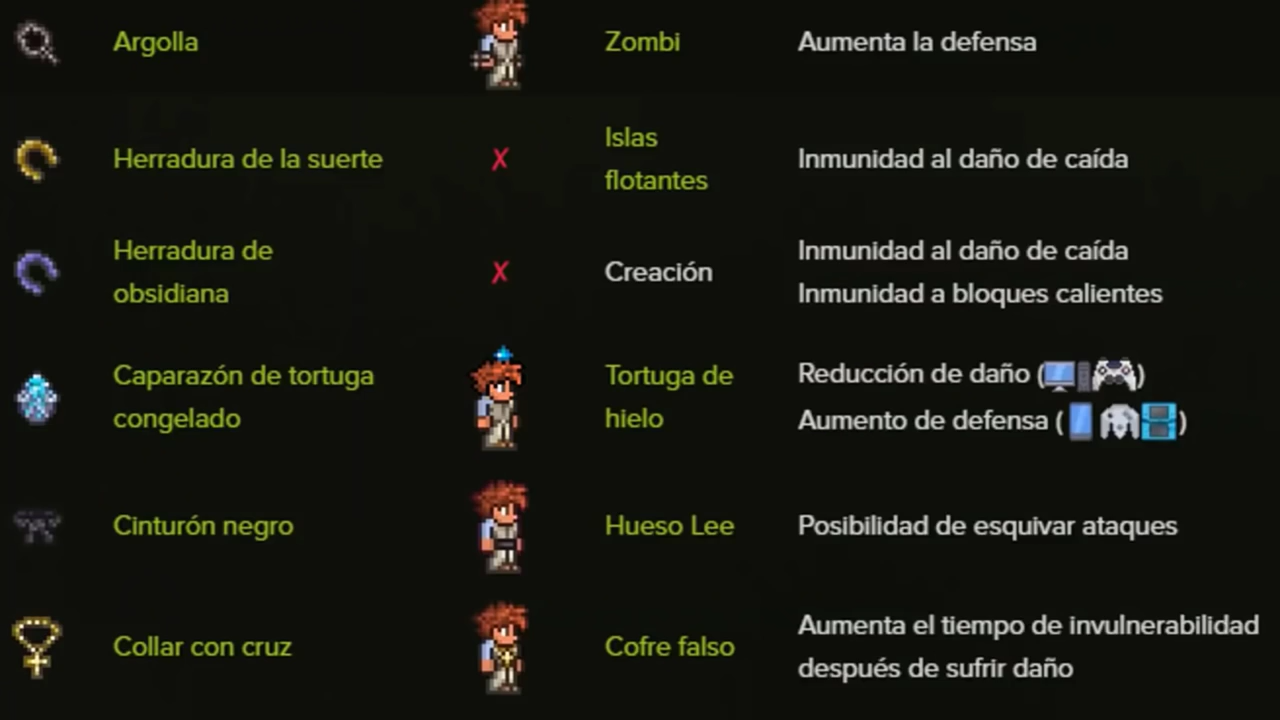 Argolla
Zombi
Aumenta la defensa
Herradura de la suerte
✗
Islas
flotantes
Inmunidad al daño de caída
Herradura de
obsidiana
✗
Creación
Inmunidad al daño de caída
Inmunidad a bloques calientes
Caparazón de tortuga
congelado
Tortuga de
hielo
Reducción de daño ( )
Aumento de defensa ( )
Cinturón negro
Hueso Lee
Posibilidad de esquivar ataques
Collar con cruz
Cofre falso
Aumenta el tiempo de invulnerabilidad
después de sufrir daño